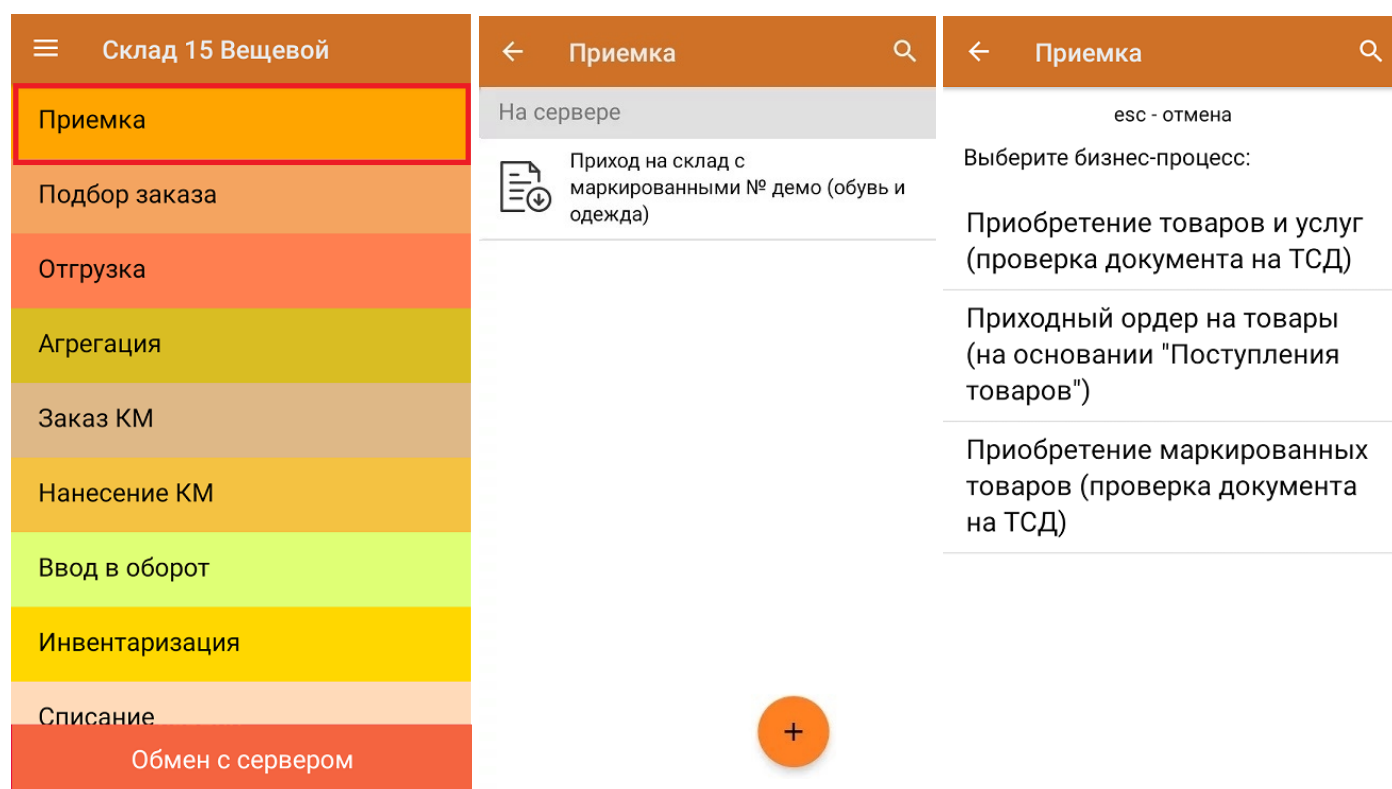 Склад 15 Вещевой
Приемка
Подбор заказа
Отгрузка
Агрегация
Заказ КМ
Нанесение КМ
Ввод в оборот
Инвентаризация
Списание
Обмен с сервером
Приемка
На сервере
Приход на склад с
маркированными № демо (обувь и
одежда)
+
Приемка
esc - отмена
Выберите бизнес-процесс:
Приобретение товаров и услуг
(проверка документа на ТСД)
Приходный ордер на товары
(на основании "Поступления
товаров")
Приобретение маркированных
товаров (проверка документа
на ТСД)